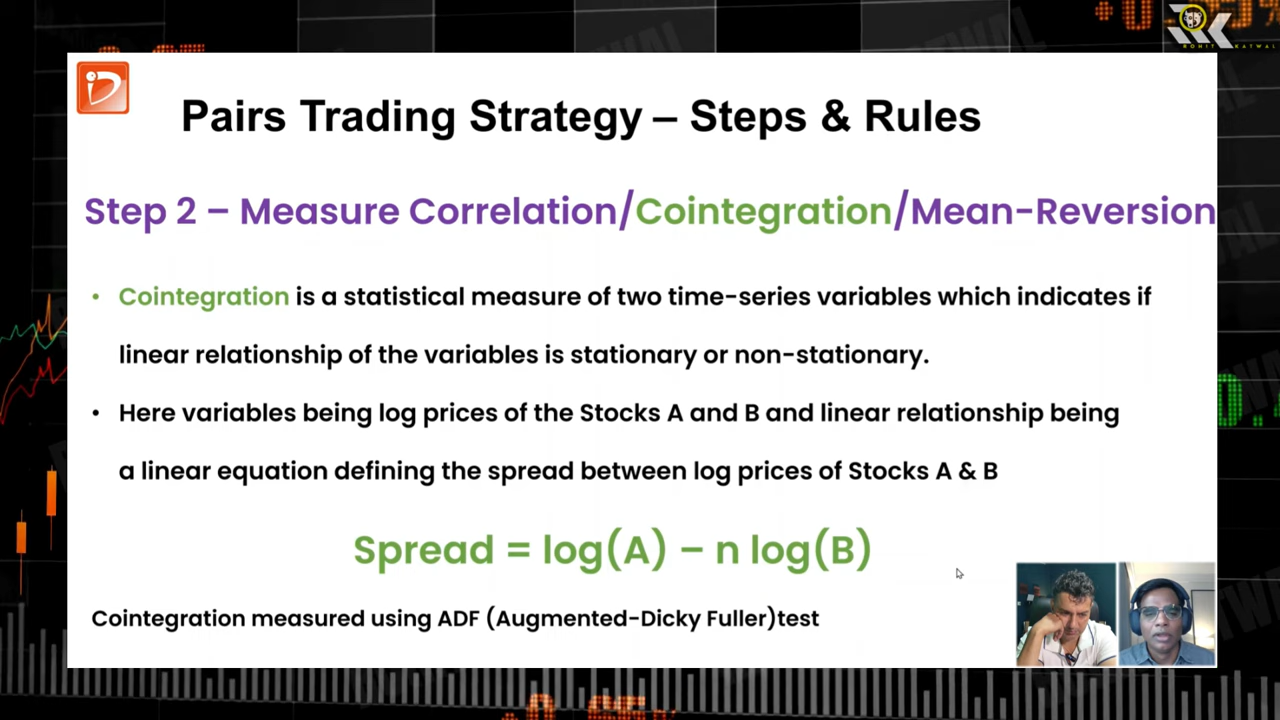 ROHIT KATWAL
Pairs Trading Strategy – Steps & Rules
Step 2 – Measure Correlation/Cointegration/Mean-Reversion
• Cointegration is a statistical measure of two time-series variables which indicates if
linear relationship of the variables is stationary or non-stationary.
• Here variables being log prices of the Stocks A and B and linear relationship being
a linear equation defining the spread between log prices of Stocks A & B
Spread = log(A) – n log(B)
Cointegration measured using ADF (Augmented-Dicky Fuller)test